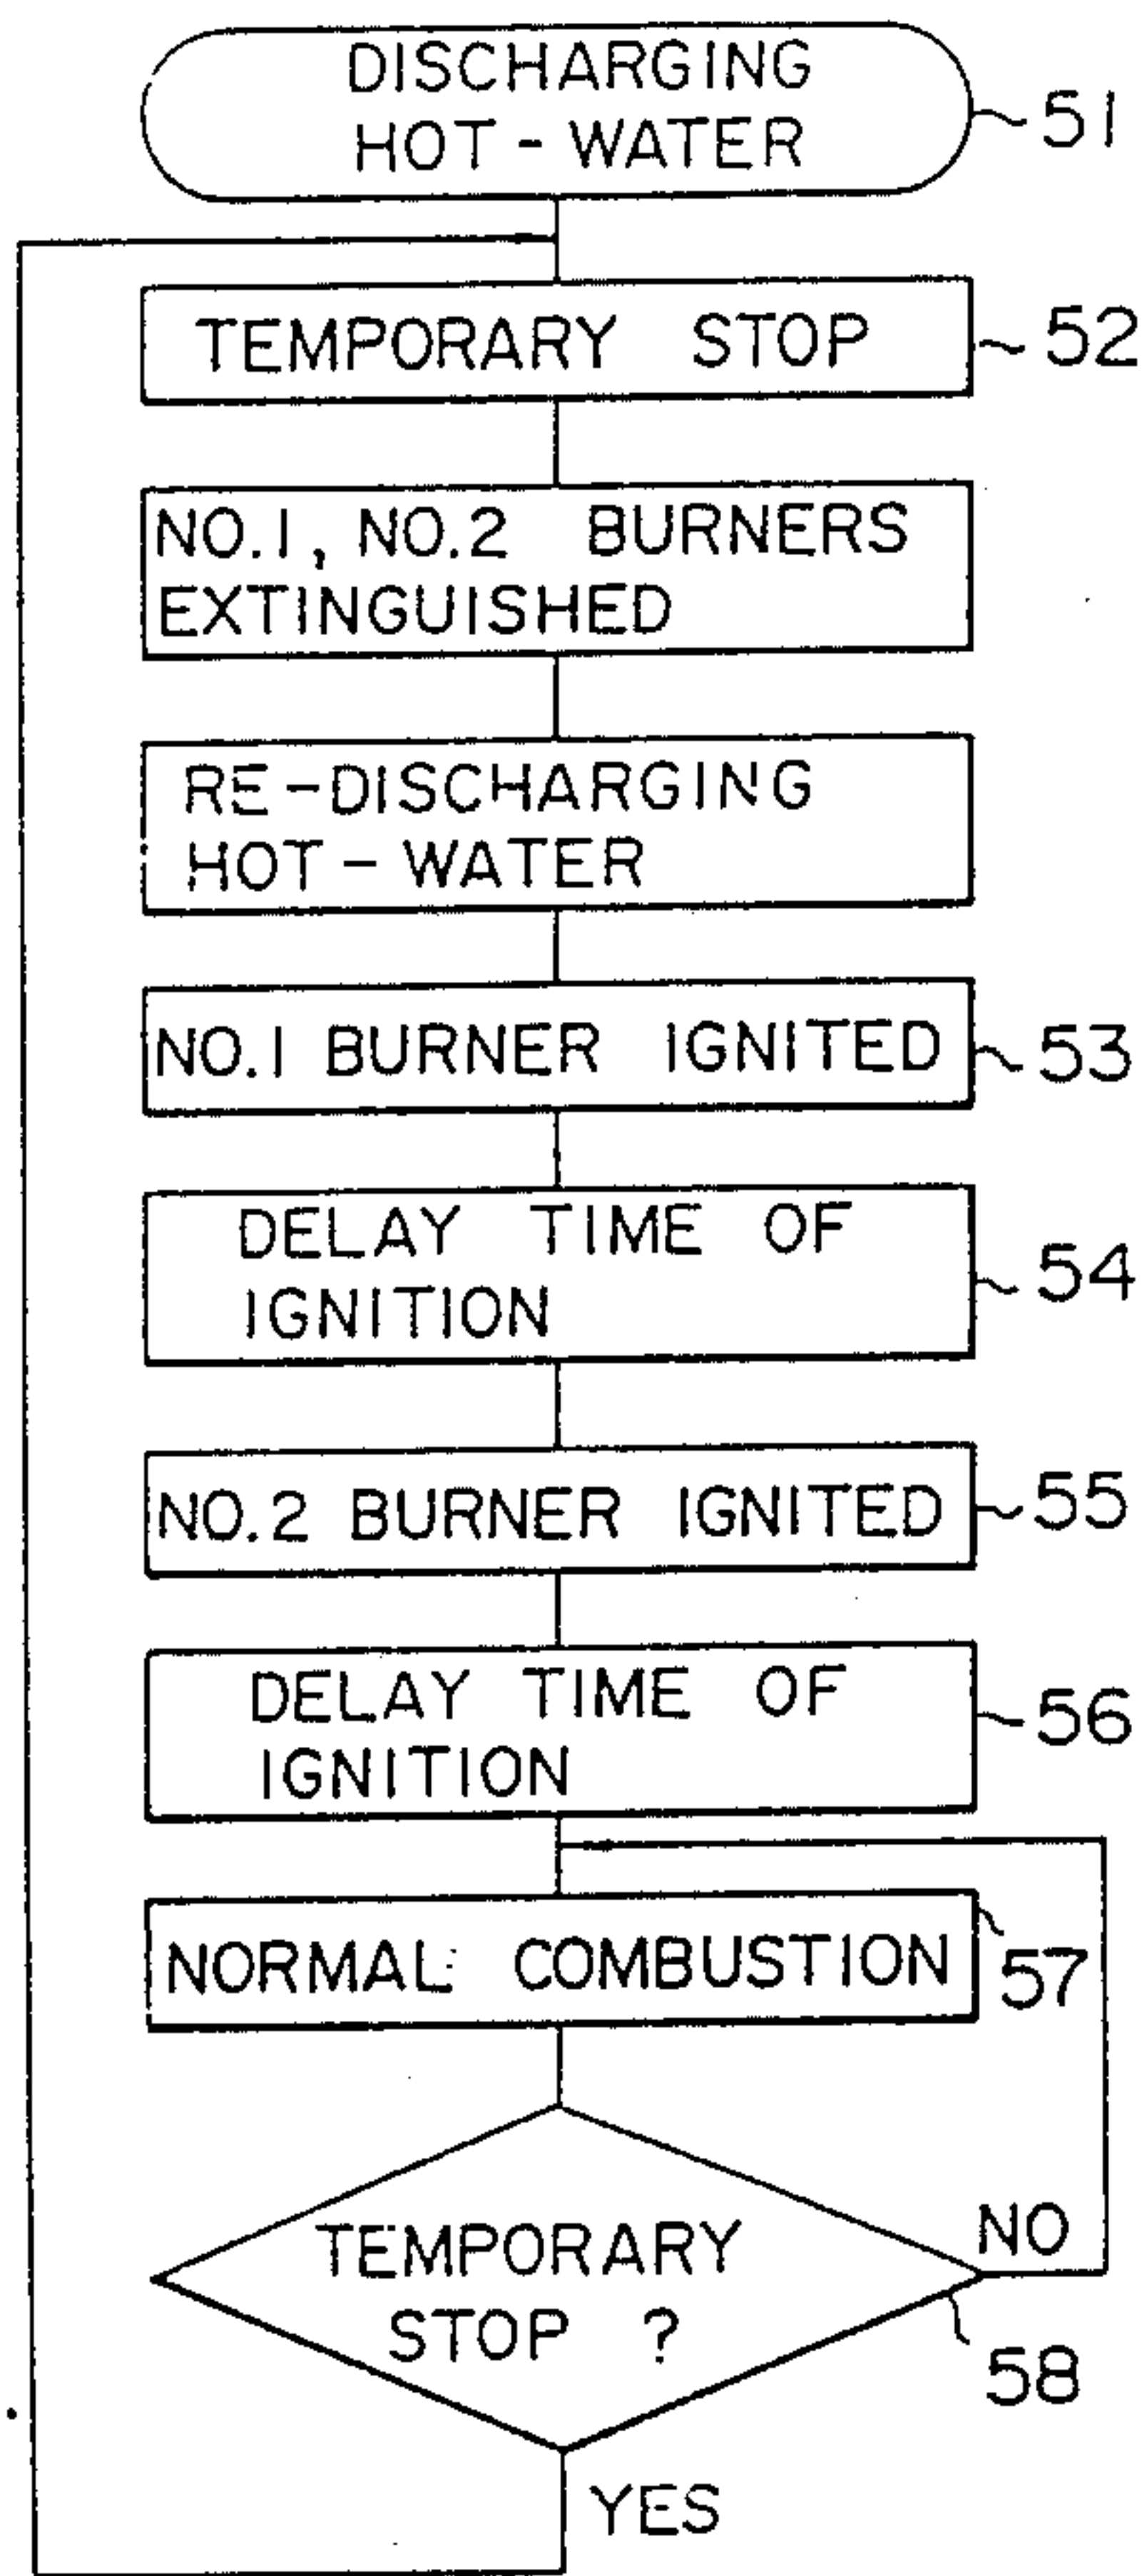 DISCHARGING
HOT-WATER
51
TEMPORARY STOP
52
NO.1, NO.2 BURNERS
EXTINGUISHED
RE-DISCHARGING
HOT-WATER
NO.1 BURNER IGNITED
53
DELAY TIME OF
IGNITION
54
NO.2 BURNER IGNITED
55
DELAY TIME OF
IGNITION
56
NORMAL COMBUSTION
57
TEMPORARY
STOP ?
NO
58
YES